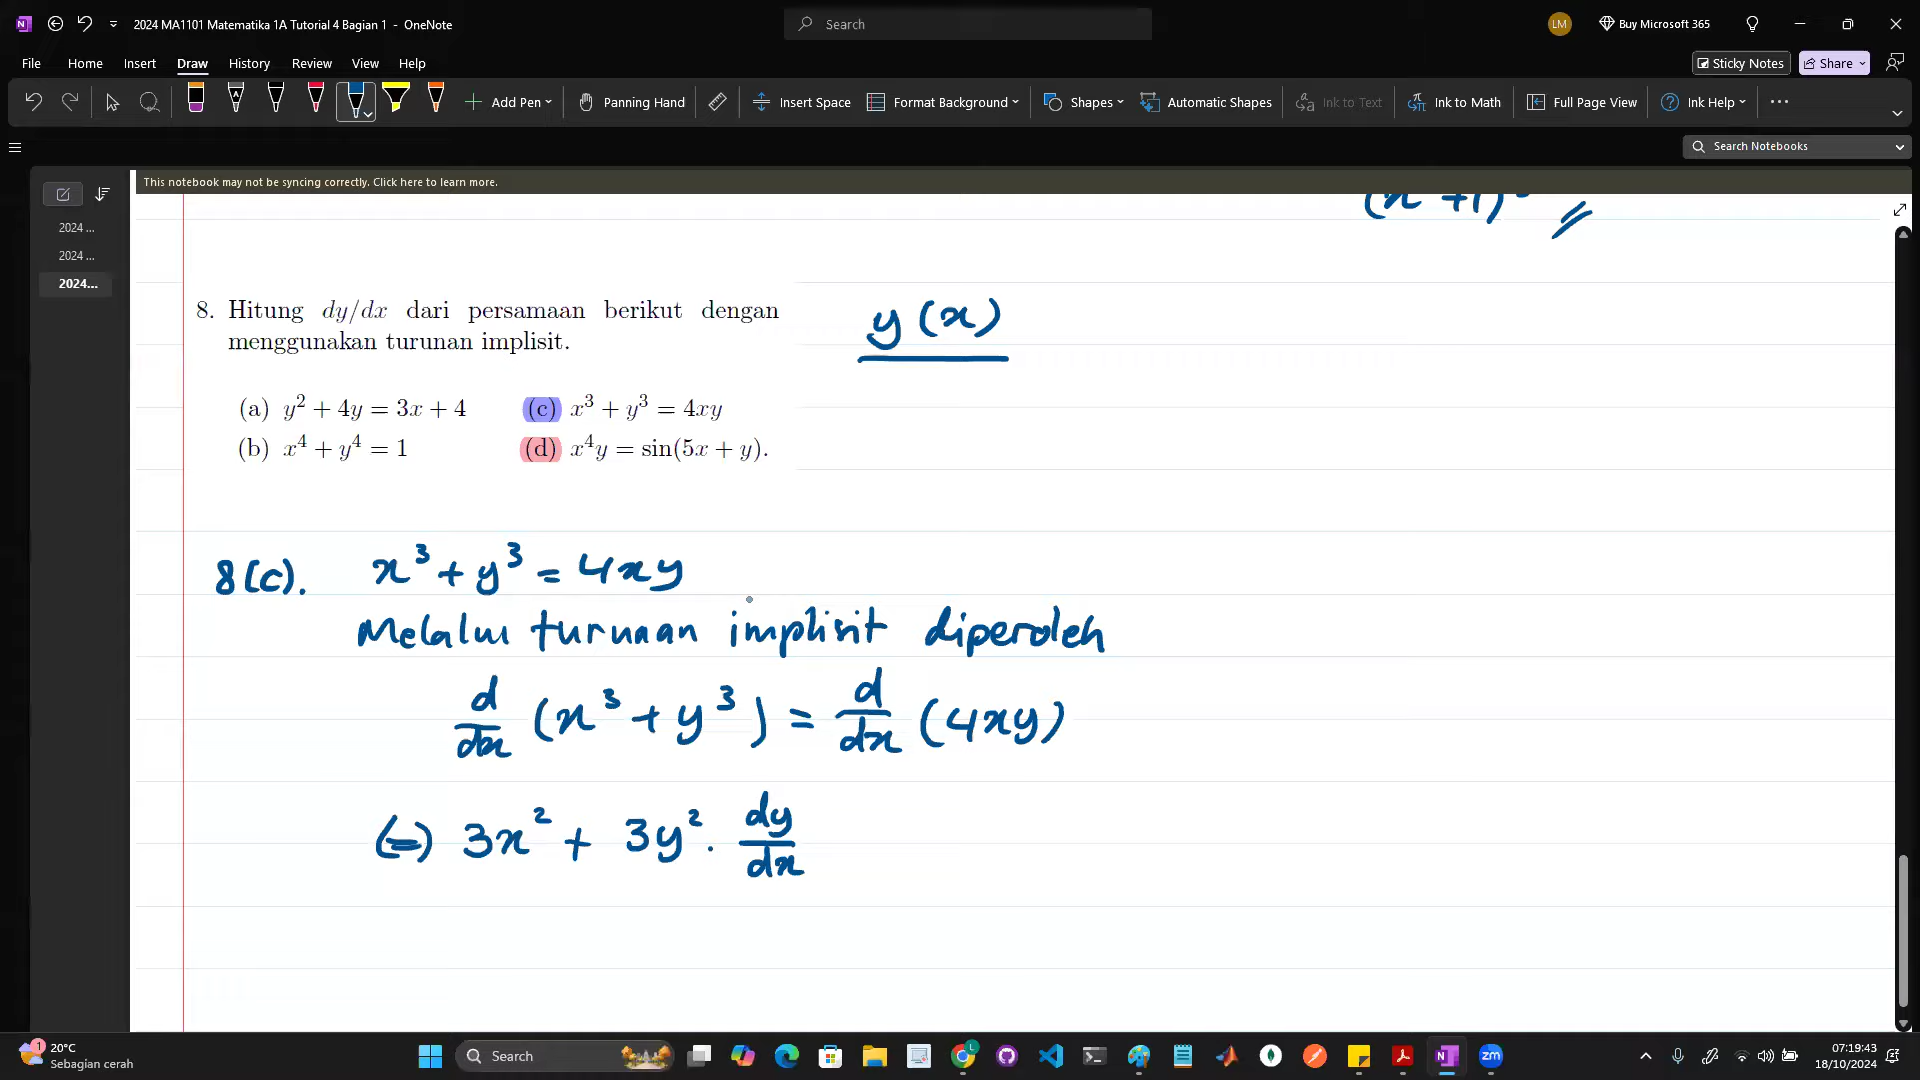 2024 MA1101 Matematika 1A Tutorial 4 Bagian 1 - OneNote
Search
LM
Buy Microsoft 365
File Home Insert Draw History Review View Help
Sticky Notes
Share
Add Pen
Panning Hand
Insert Space
Format Background
Shapes
Automatic Shapes
Ink to Text
Ink to Math
Full Page View
Ink Help
Search Notebooks
This notebook may not be syncing correctly. Click here to learn more.
2024 ...
2024 ...
2024...
8. Hitung dy/dx dari persamaan berikut dengan
menggunakan turunan implisit.
y(x)
(a) y² + 4y = 3x + 4 (c) x³ + y³ = 4xy
(b) x⁴ + y⁴ = 1 (d) x⁴y = sin(5x + y).
8(c). x³ + y³ = 4xy
Melalui turunan implisit diperoleh
d/dx (x³ + y³) = d/dx (4xy)
(=) 3x² + 3y² . dy/dx
1
20°C
Sebagian cerah
Search
zm
07:19:43
18/10/2024